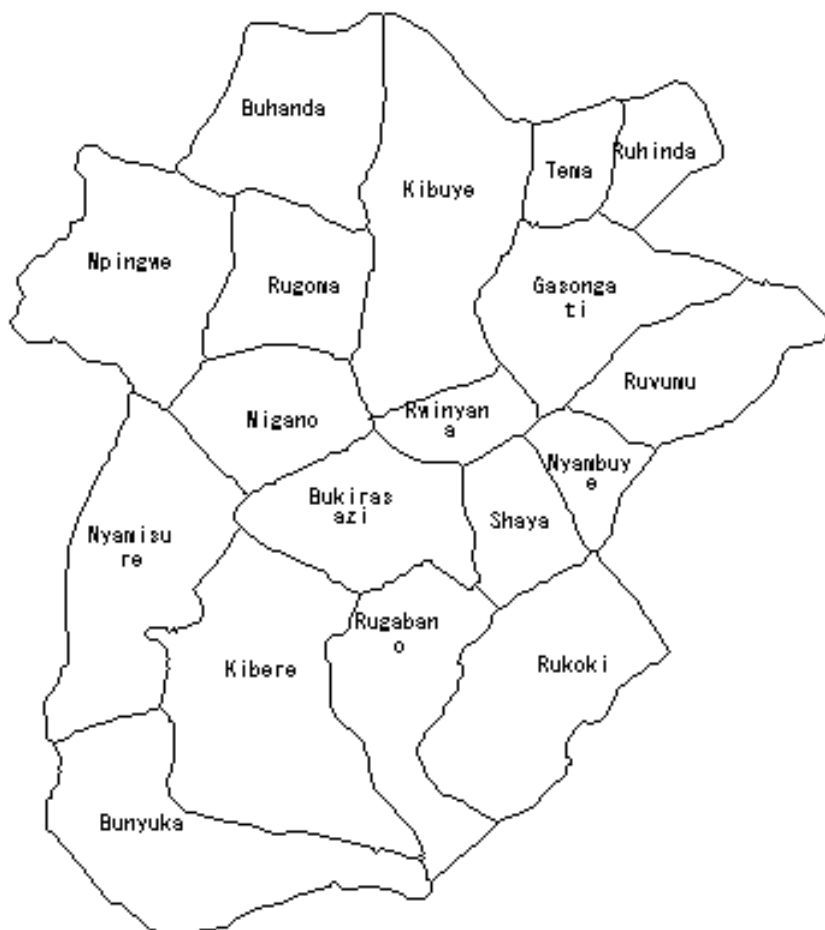 Buhanda
Kibuye
Tema
Ruhinda
Mpingwe
Rugoma
Gasonga
ti
Ruvumu
Migano
Rwinyan
a
Nyambuy
e
Bukiras
azi
Shaya
Nyamisu
re
Rugaban
o
Kibere
Rukoki
Bunyuka